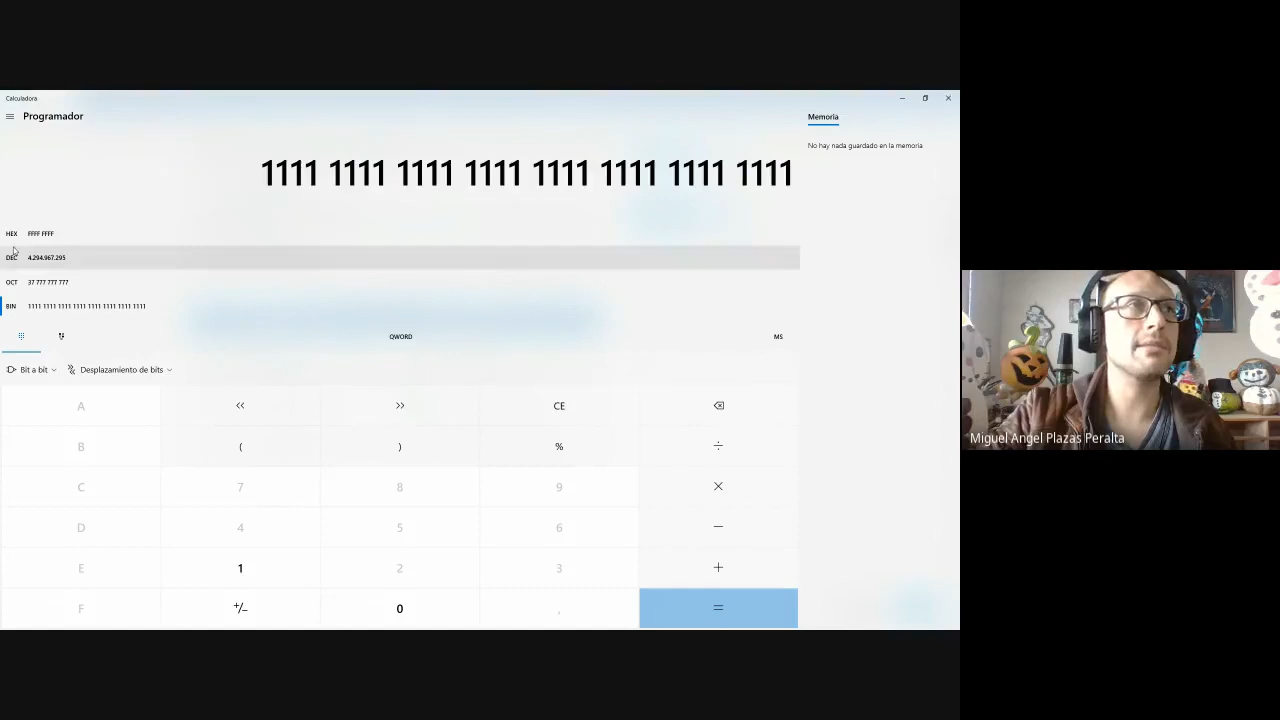 Calculadora
Programador
Memoria
No hay nada guardado en la memoria
1111 1111 1111 1111 1111 1111 1111 1111
HEX FFFF FFFF
DEC 4.294.967.295
OCT 37 777 777 777
BIN 1111 1111 1111 1111 1111 1111 1111 1111
QWORD MS
Bit a bit Desplazamiento de bits
A << >> CE
B ( ) % ÷
C 7 8 9 ×
D 4 5 6 −
E 1 2 3 +
F +/− 0 , =
Miguel Angel Plazas Peralta